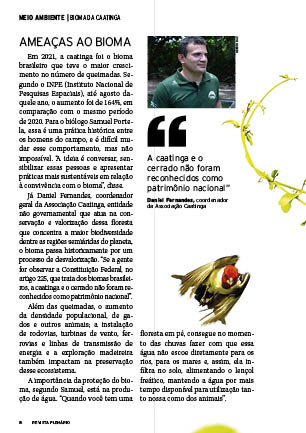 MEIO AMBIENTE | BIOMA DA CAATINGA
AMEAÇAS AO BIOMA
Em 2021, a caatinga foi o bioma
brasileiro que teve o maior crescimento
no número de queimadas. Segundo
o INPE (Instituto Nacional de
Pesquisas Espaciais), até agosto daquele
ano, o aumento foi de 164%, em
comparação com o mesmo período
de 2020. Para o biólogo Samuel Portela,
essa é uma prática histórica entre
os homens do campo, e é difícil mudar
esse comportamento, mas não
impossível. "A ideia é conversar, sensibilizar
essas pessoas e apresentar
práticas mais sustentáveis em relação
à convivência com o bioma", disse.
Já Daniel Fernandes, coordenador
geral da Associação Caatinga, entidade
não governamental que atua na conservação
e valorização dessa floresta
que concentra a maior biodiversidade
dentre as regiões semiáridas do planeta,
o bioma passa historicamente por um
processo de desvalorização. "Se a gente
for observar a Constituição Federal, no
artigo 225, que trata dos biomas brasileiros,
a caatinga e o cerrado não foram reconhecidos
como patrimônio nacional".
Além das queimadas, o aumento
da densidade populacional, de gados
e outros animais; a instalação
de rodovias, turbinas de vento, ferrovias
e linhas de transmissão de
energia e a exploração madeireira
também impactam na preservação
desse ecossistema.
A importância da proteção do bioma,
segundo Samuel, está na produção
de água. "Quando você tem uma
“
A caatinga e o
cerrado não foram
reconhecidos como
patrimônio nacional"
Daniel Fernandes, coordenador
da Associação Caatinga
floresta em pé, consegue no momento
das chuvas fazer com que essa
água não escoe diretamente para os
rios, para os mares e, assim, ela infiltra
no solo, alimentando o lençol
freático, mantendo a água por mais
tempo disponível para utilização tanto
nossa como dos animais".
8 REVISTA PLENÁRIO